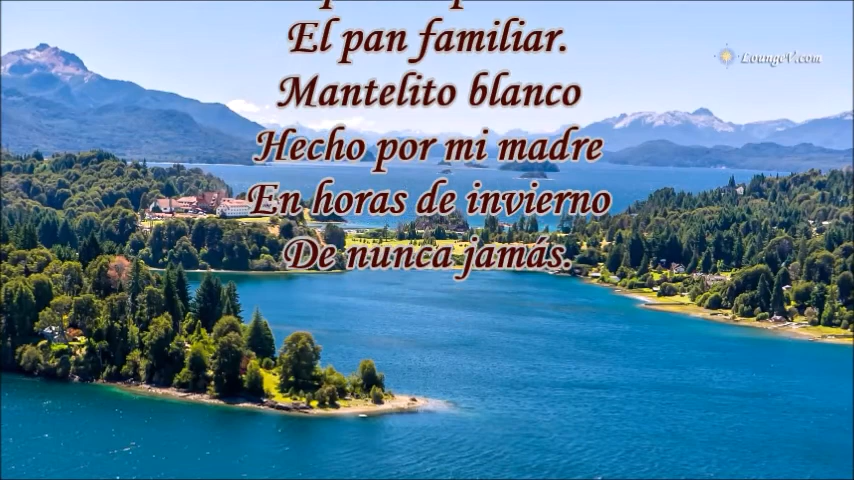 El pan familiar.
Mantelito blanco
Hecho por mi madre
En horas de invierno
De nunca jamás.
LoungeV.com